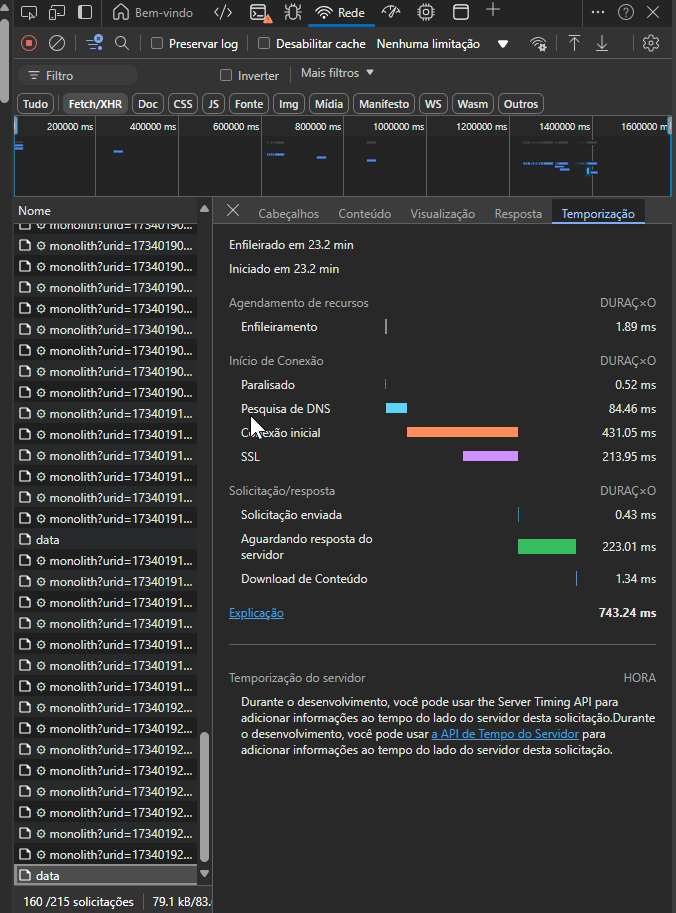 Bem-vindo
Rede
Preservar log
Desabilitar cache
Nenhuma limitação
Filtro
Inverter
Mais filtros
Tudo
Fetch/XHR
Doc
CSS
JS
Fonte
Img
Mídia
Manifesto
WS
Wasm
Outros
200000 ms
400000 ms
600000 ms
800000 ms
1000000 ms
1200000 ms
1400000 ms
1600000 m
Nome
monolith?urid=17340190...
monolith?urid=17340190...
monolith?urid=17340190...
monolith?urid=17340190...
monolith?urid=17340190...
monolith?urid=17340190...
monolith?urid=17340190...
monolith?urid=17340190...
monolith?urid=17340190...
monolith?urid=17340191...
monolith?urid=17340191...
monolith?urid=17340191...
monolith?urid=17340191...
monolith?urid=17340191...
monolith?urid=17340191...
data
monolith?urid=17340191...
monolith?urid=17340191...
monolith?urid=17340191...
monolith?urid=17340191...
monolith?urid=17340191...
monolith?urid=17340191...
monolith?urid=17340191...
monolith?urid=17340192...
monolith?urid=17340192...
monolith?urid=17340192...
monolith?urid=17340192...
monolith?urid=17340192...
monolith?urid=17340192...
monolith?urid=17340192...
monolith?urid=17340192...
data
160 /215 solicitações
79.1 kB/83.
Cabeçalhos
Conteúdo
Visualização
Resposta
Temporização
Enfileirado em 23.2 min
Iniciado em 23.2 min
Agendamento de recursos DURAÇ×O
Enfileiramento 1.89 ms
Início de Conexão DURAÇ×O
Paralisado 0.52 ms
Pesquisa de DNS 84.46 ms
Conexão inicial 431.05 ms
SSL 213.95 ms
Solicitação/resposta DURAÇ×O
Solicitação enviada 0.43 ms
Aguardando resposta do
servidor 223.01 ms
Download de Conteúdo 1.34 ms
Explicação 743.24 ms
Temporização do servidor HORA
Durante o desenvolvimento, você pode usar the Server Timing API para
adicionar informações ao tempo do lado do servidor desta solicitação.Durante
o desenvolvimento, você pode usar a API de Tempo do Servidor para
adicionar informações ao tempo do lado do servidor desta solicitação.